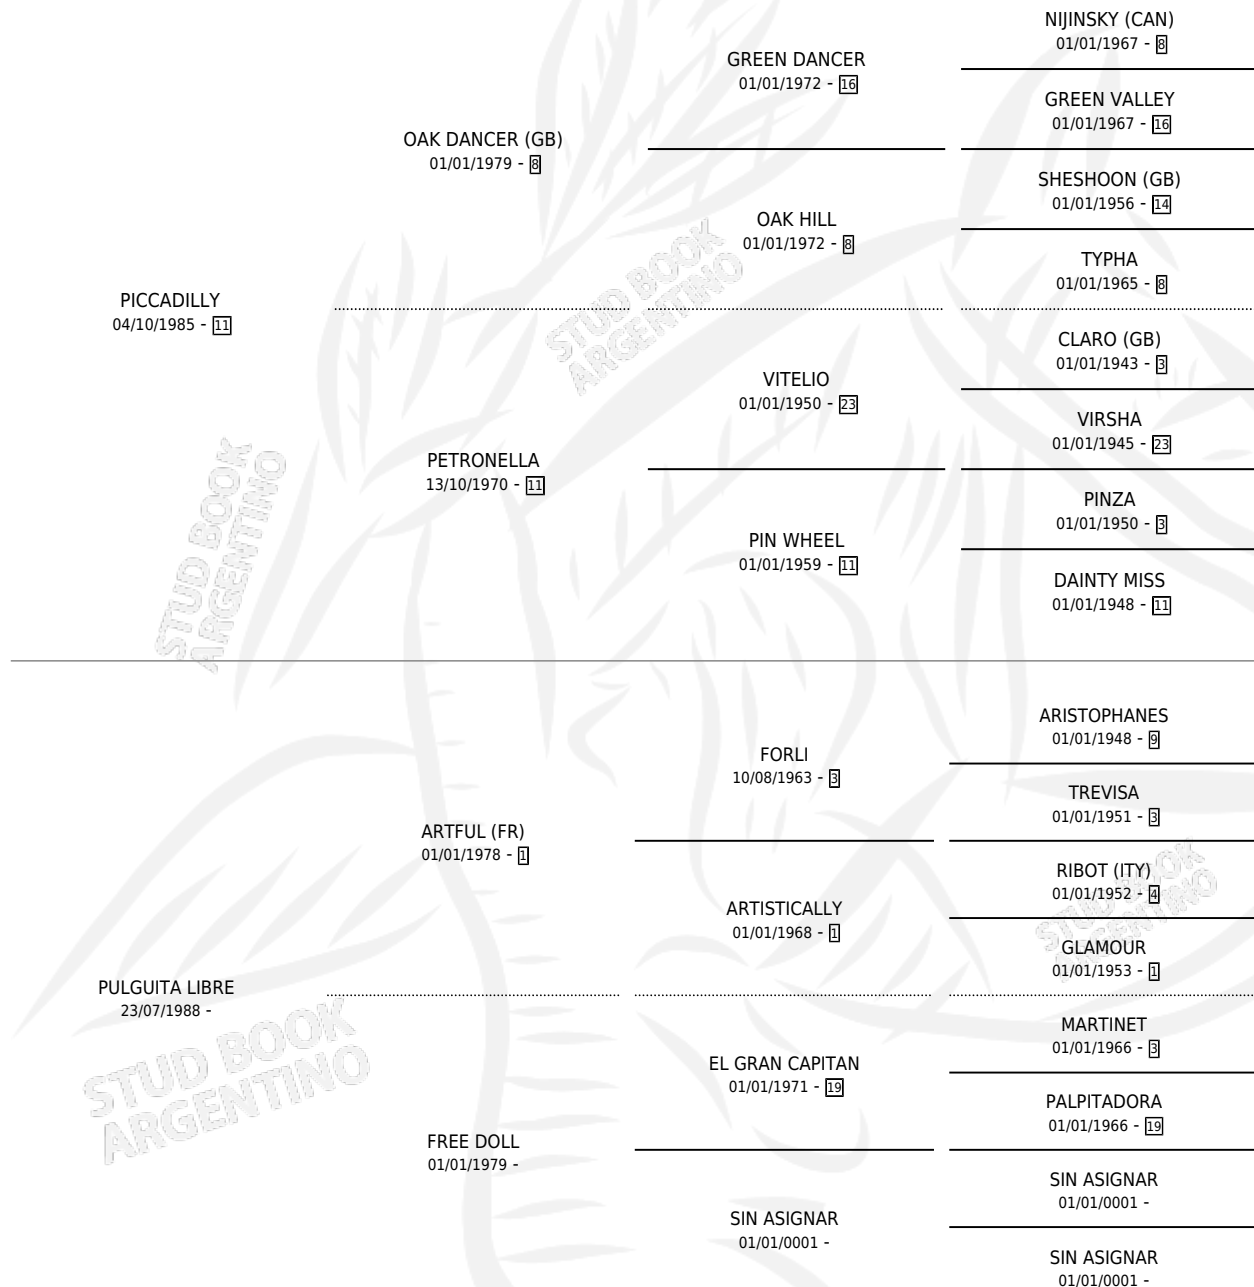 NIJINSKY (CAN)
01/01/1967 - 8
GREEN DANCER
01/01/1972 - 16
GREEN VALLEY
01/01/1967 - 16
OAK DANCER (GB)
01/01/1979 - 8
SHESHOON (GB)
01/01/1956 - 14
OAK HILL
01/01/1972 - 8
TYPHA
01/01/1965 - 8
PICCADILLY
04/10/1985 - 11
CLARO (GB)
01/01/1943 - 3
VITELIO
01/01/1950 - 23
VIRSHA
01/01/1945 - 23
PETRONELLA
13/10/1970 - 11
PINZA
01/01/1950 - 3
PIN WHEEL
01/01/1959 - 11
DAINTY MISS
01/01/1948 - 11
ARISTOPHANES
01/01/1948 - 9
FORLI
10/08/1963 - 3
TREVISA
01/01/1951 - 3
ARTFUL (FR)
01/01/1978 - 1
RIBOT (ITY)
01/01/1952 - 4
ARTISTICALLY
01/01/1968 - 1
GLAMOUR
01/01/1953 - 1
PULGUITA LIBRE
23/07/1988 -
MARTINET
01/01/1966 - 3
EL GRAN CAPITAN
01/01/1971 - 19
PALPITADORA
01/01/1966 - 19
FREE DOLL
01/01/1979 -
SIN ASIGNAR
01/01/0001 -
SIN ASIGNAR
01/01/0001 -
SIN ASIGNAR
01/01/0001 -
STUD BOOK
ARGENTINO
STUD BOOK
ARGENTINO
STUD BOOK
ARGENTINO
STUD BOOK
ARGENTINO